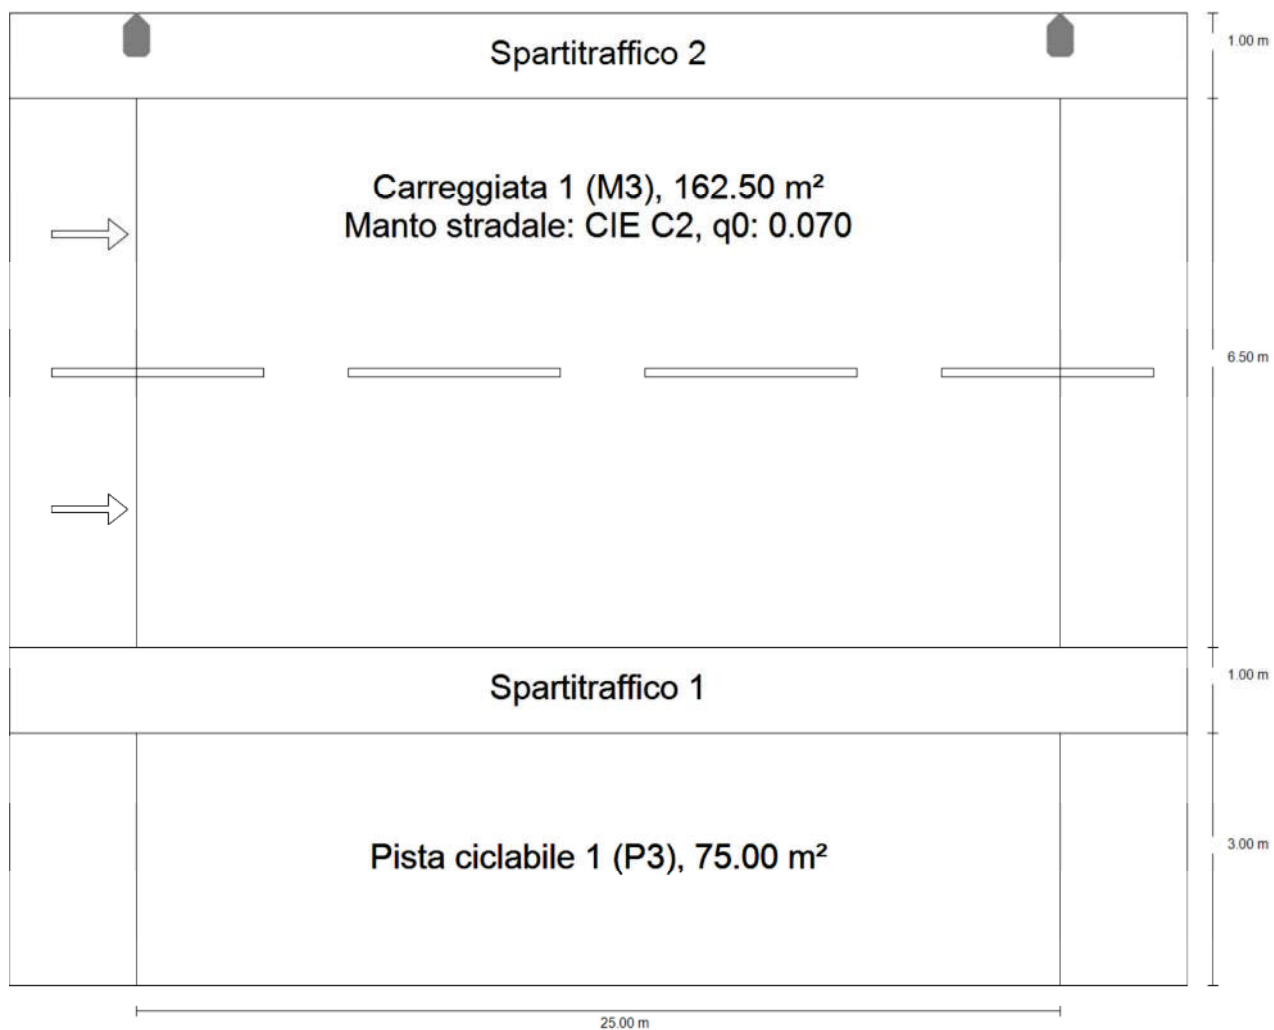 Spartitraffico 2
1.00 m
Carreggiata 1 (M3), 162.50 m²
Manto stradale: CIE C2, q0: 0.070
6.50 m
Spartitraffico 1
1.00 m
Pista ciclabile 1 (P3), 75.00 m²
3.00 m
25.00 m